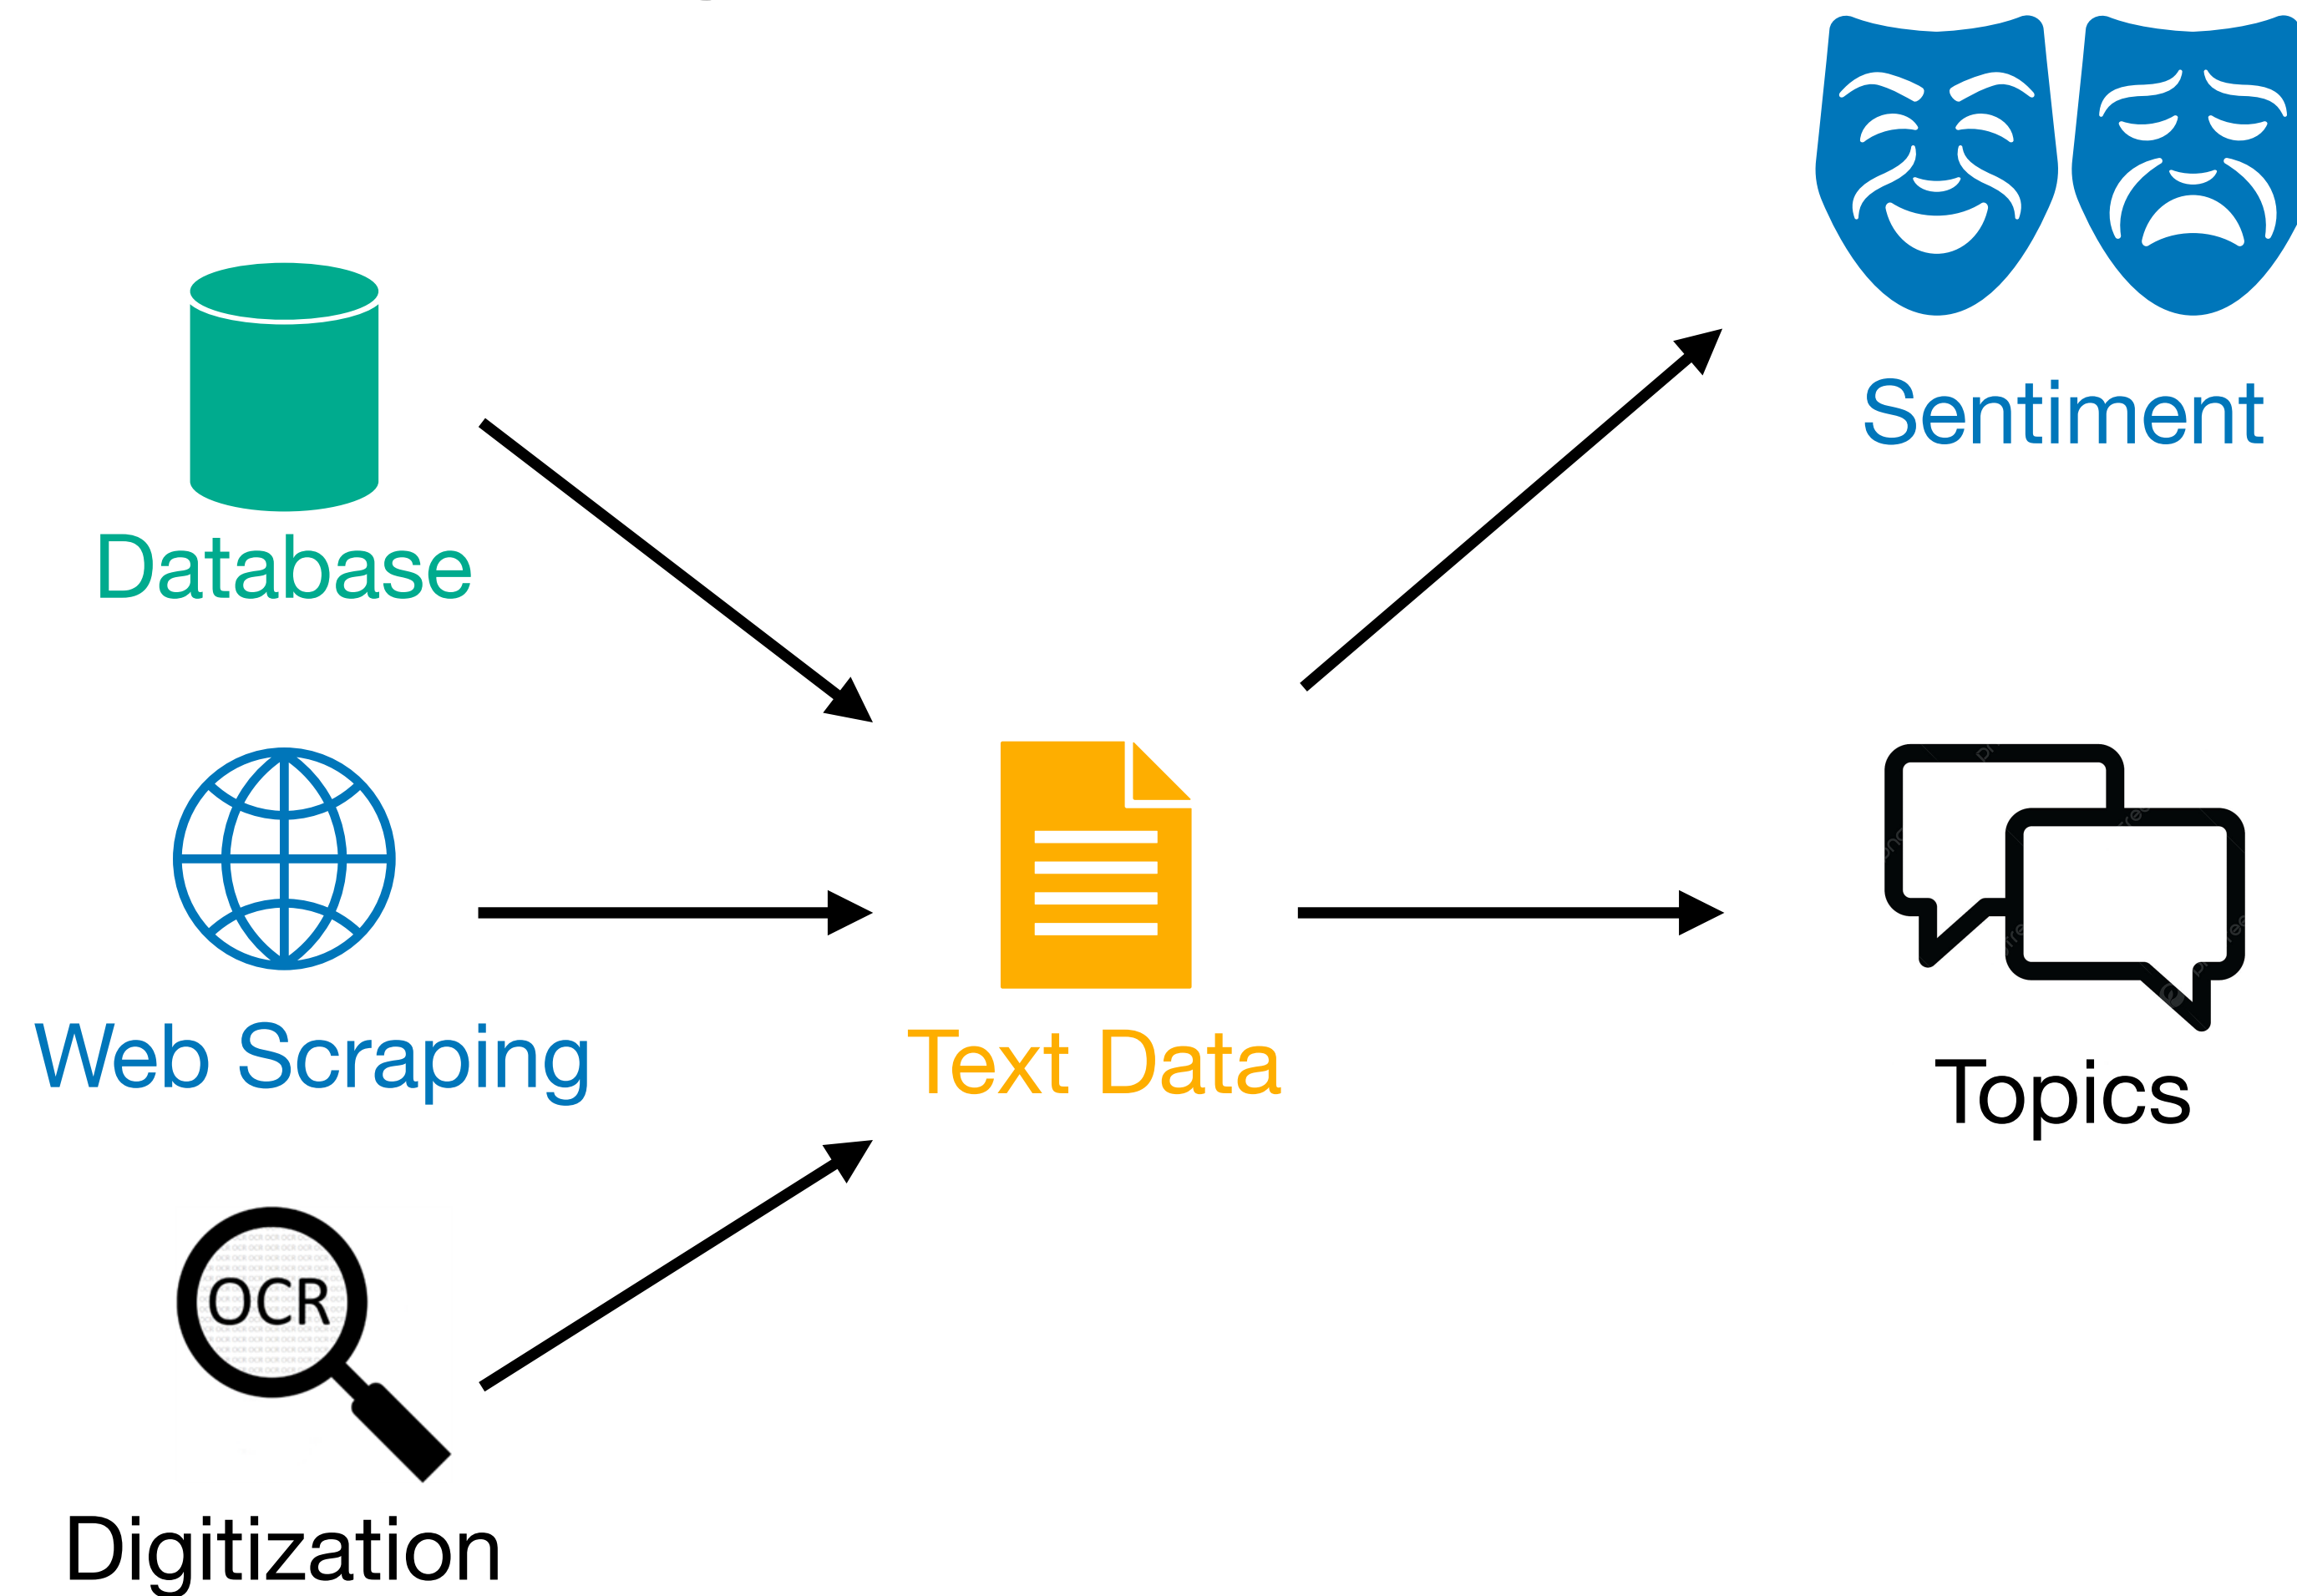 Database
Web Scraping
OCR
Digitization
Text Data
Sentiment
Topics